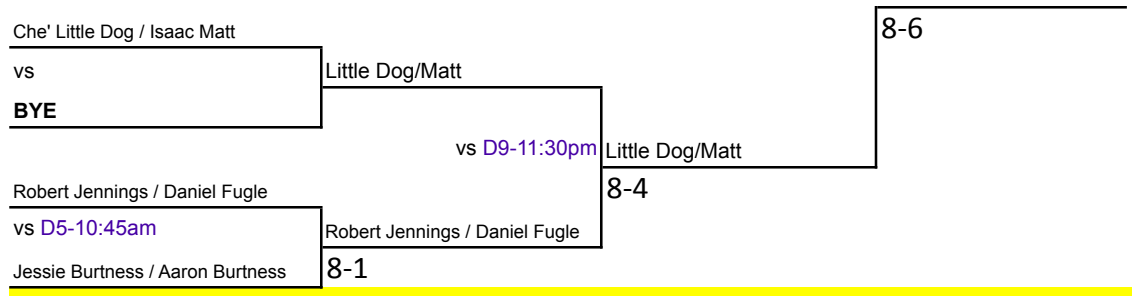 8-6
Che' Little Dog / Isaac Matt
vs
Little Dog/Matt
BYE
vs D9-11:30pm
Little Dog/Matt
Robert Jennings / Daniel Fugle
8-4
vs D5-10:45am
Robert Jennings / Daniel Fugle
Jessie Burtness / Aaron Burtness
8-1